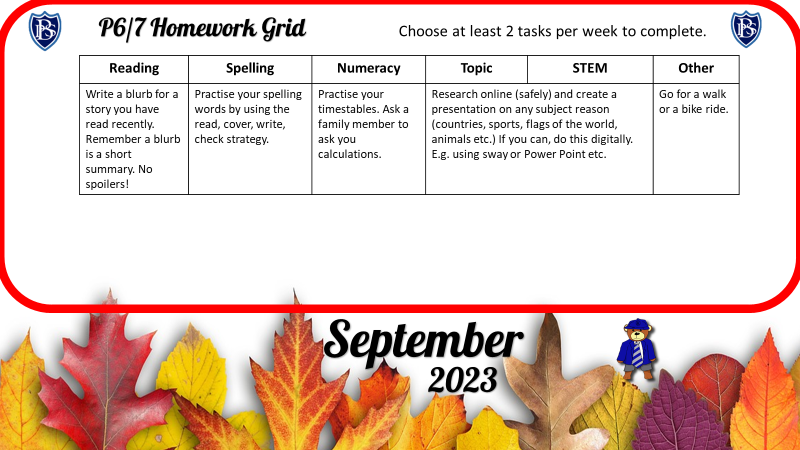 P6/7 Homework Grid
Choose at least 2 tasks per week to complete.
Reading
Spelling
Numeracy
Topic
STEM
Other
Write a blurb for a
story you have
read recently.
Remember a blurb
is a short
summary. No
spoilers!
Practise your spelling
words by using the
read, cover, write,
check strategy.
Practise your
timestables. Ask a
family member to
ask you
calculations.
Research online (safely) and create a
presentation on any subject reason
(countries, sports, flags of the world,
animals etc.) If you can, do this digitally.
E.g. using sway or Power Point etc.
Go for a walk
or a bike ride.
September
2023